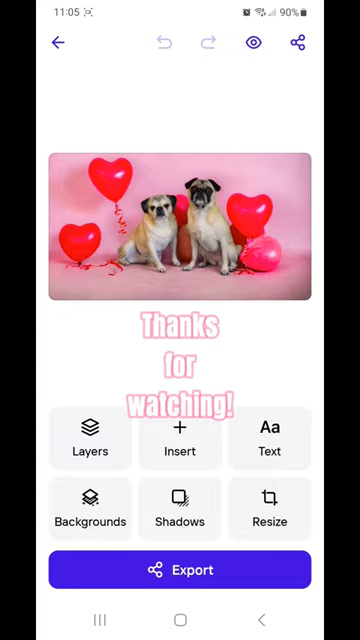 11:05
90%
Thanks
for
watching!
Layers
Insert
Aa
Text
Backgrounds
Shadows
Resize
Export